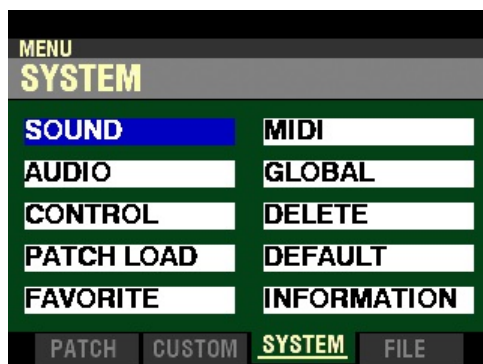 MENU
SYSTEM
SOUND
MIDI
AUDIO
GLOBAL
CONTROL
DELETE
PATCH LOAD
DEFAULT
FAVORITE
INFORMATION
PATCH
CUSTOM
SYSTEM
FILE